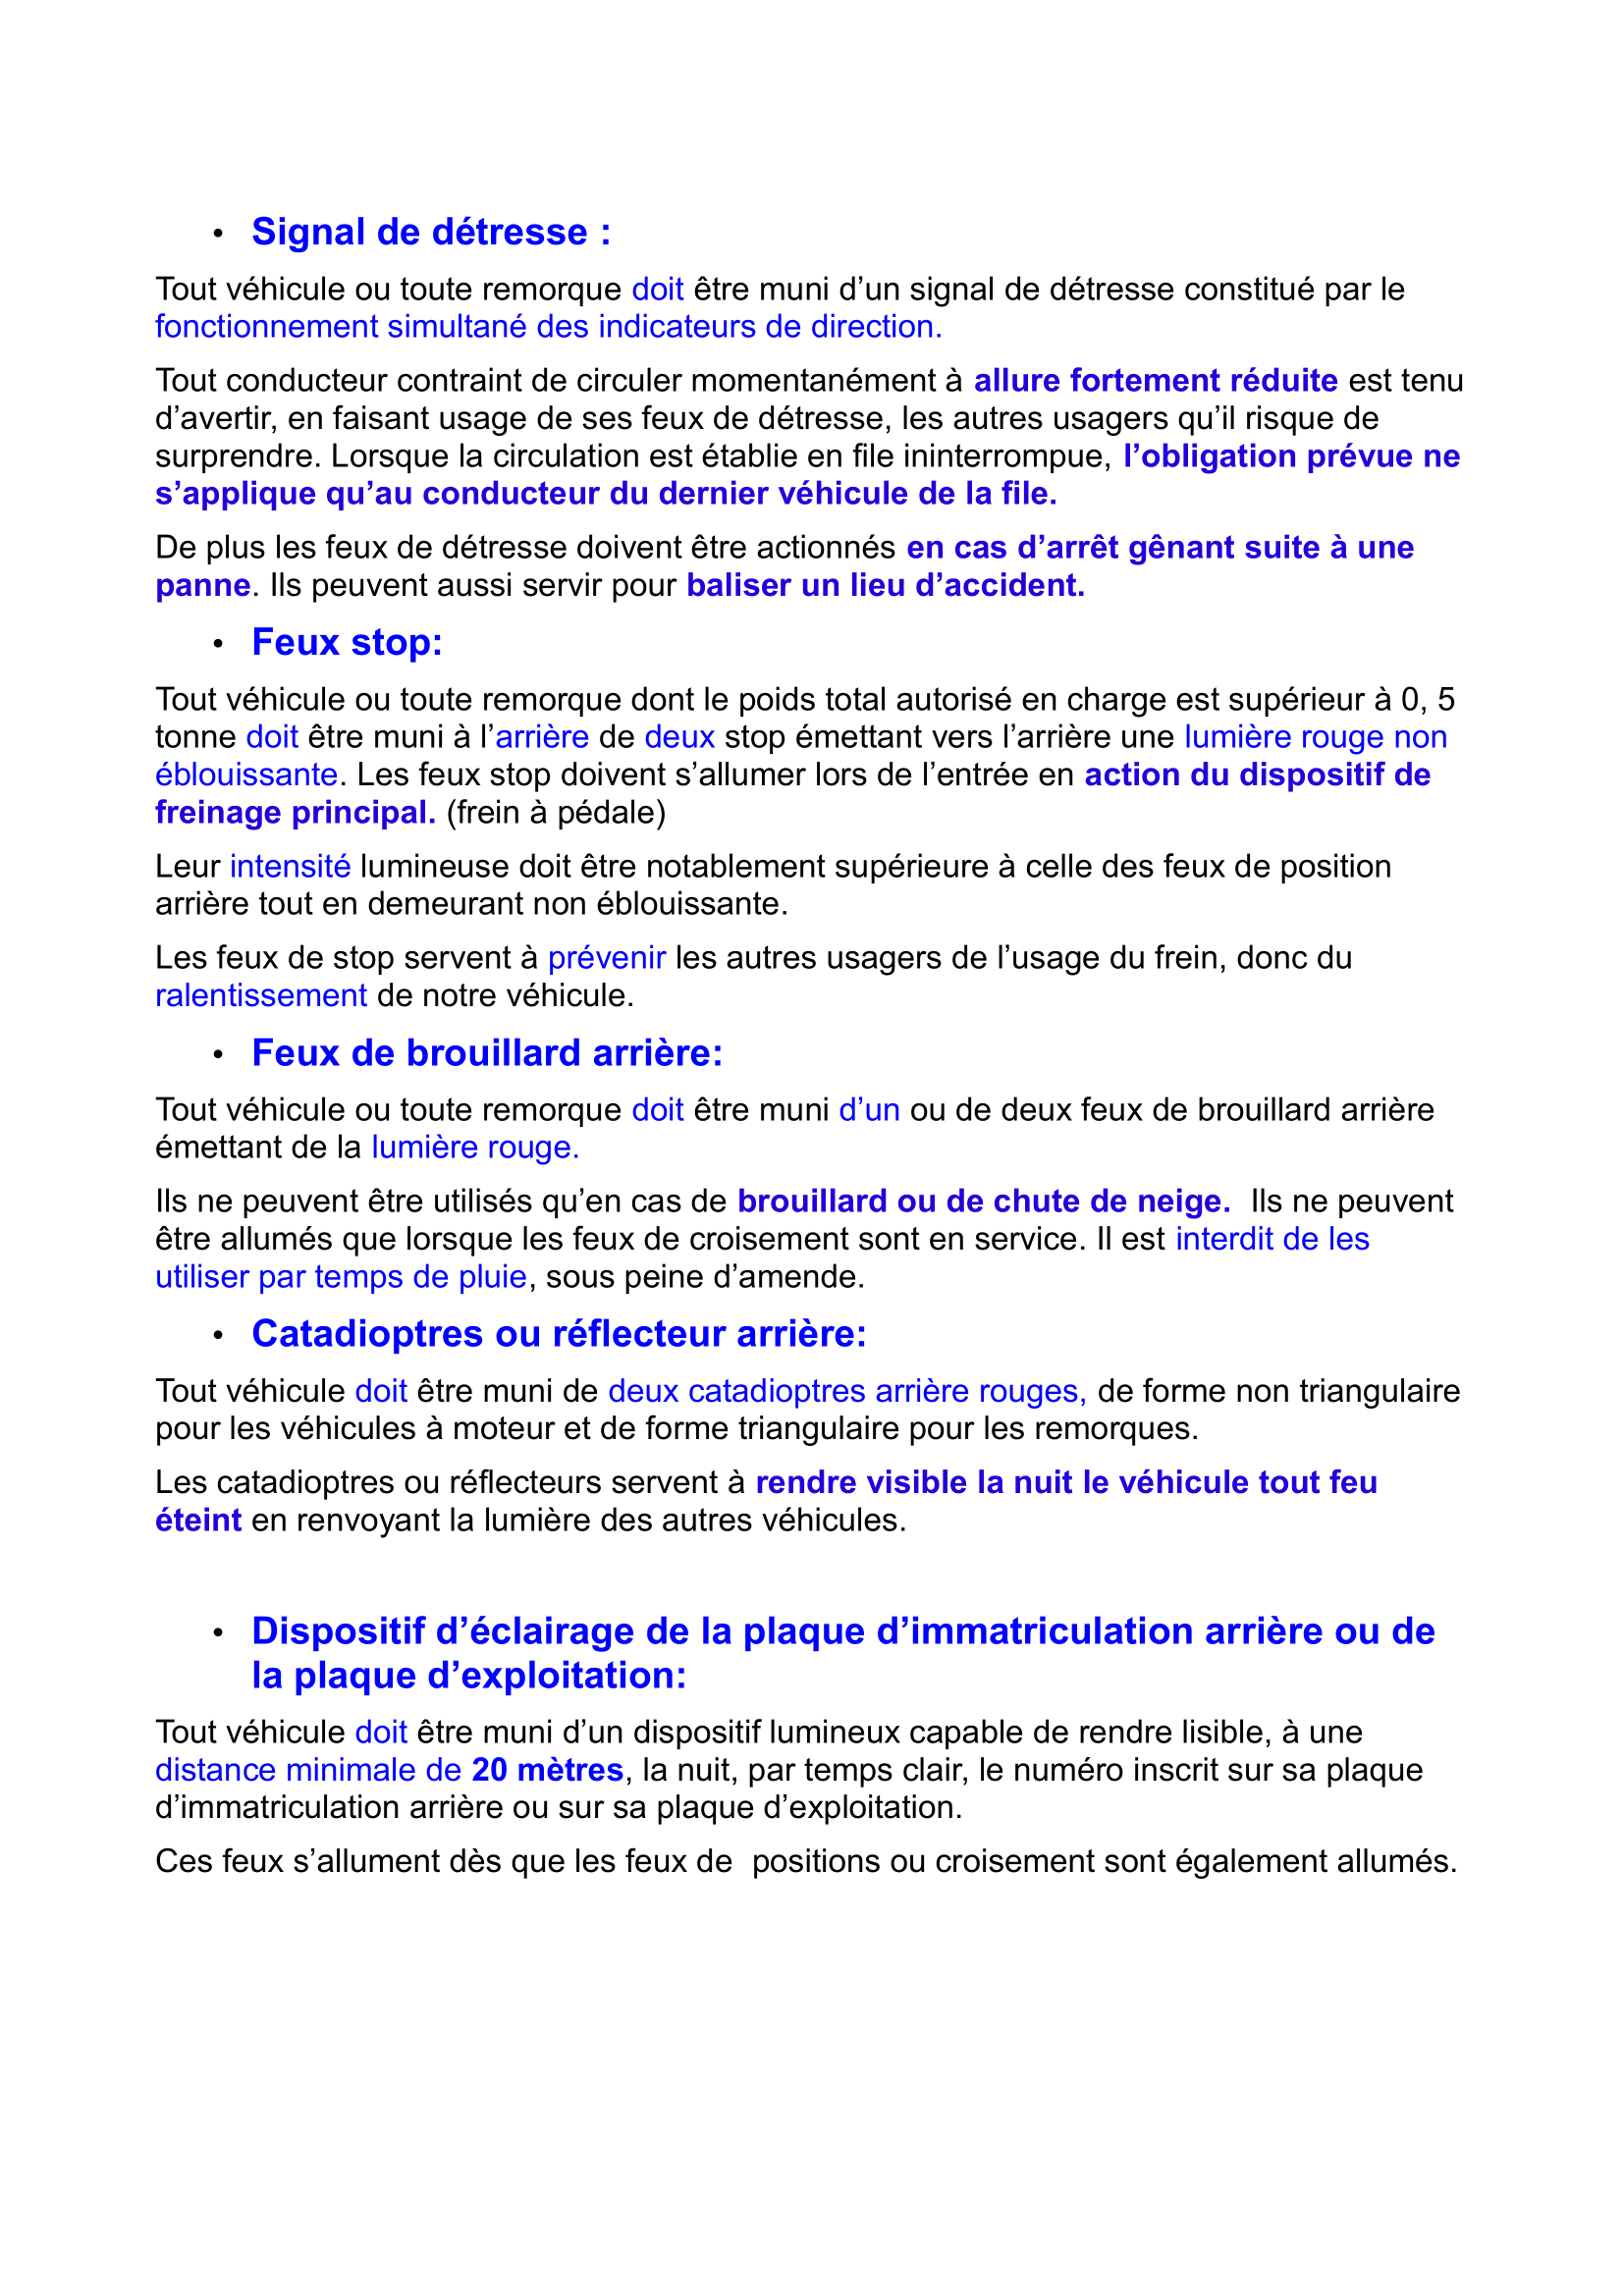 • Signal de détresse :
Tout véhicule ou toute remorque doit être muni d’un signal de détresse constitué par le
fonctionnement simultané des indicateurs de direction.
Tout conducteur contraint de circuler momentanément à allure fortement réduite est tenu
d’avertir, en faisant usage de ses feux de détresse, les autres usagers qu’il risque de
surprendre. Lorsque la circulation est établie en file ininterrompue, l’obligation prévue ne
s’applique qu’au conducteur du dernier véhicule de la file.
De plus les feux de détresse doivent être actionnés en cas d’arrêt gênant suite à une
panne. Ils peuvent aussi servir pour baliser un lieu d’accident.
• Feux stop:
Tout véhicule ou toute remorque dont le poids total autorisé en charge est supérieur à 0, 5
tonne doit être muni à l’arrière de deux stop émettant vers l’arrière une lumière rouge non
éblouissante. Les feux stop doivent s’allumer lors de l’entrée en action du dispositif de
freinage principal. (frein à pédale)
Leur intensité lumineuse doit être notablement supérieure à celle des feux de position
arrière tout en demeurant non éblouissante.
Les feux de stop servent à prévenir les autres usagers de l’usage du frein, donc du
ralentissement de notre véhicule.
• Feux de brouillard arrière:
Tout véhicule ou toute remorque doit être muni d’un ou de deux feux de brouillard arrière
émettant de la lumière rouge.
Ils ne peuvent être utilisés qu’en cas de brouillard ou de chute de neige.  Ils ne peuvent
être allumés que lorsque les feux de croisement sont en service. Il est interdit de les
utiliser par temps de pluie, sous peine d’amende.
• Catadioptres ou réflecteur arrière:
Tout véhicule doit être muni de deux catadioptres arrière rouges, de forme non triangulaire
pour les véhicules à moteur et de forme triangulaire pour les remorques.
Les catadioptres ou réflecteurs servent à rendre visible la nuit le véhicule tout feu
éteint en renvoyant la lumière des autres véhicules.
• Dispositif d’éclairage de la plaque d’immatriculation arrière ou de
la plaque d’exploitation:
Tout véhicule doit être muni d’un dispositif lumineux capable de rendre lisible, à une
distance minimale de 20 mètres, la nuit, par temps clair, le numéro inscrit sur sa plaque
d’immatriculation arrière ou sur sa plaque d’exploitation.
Ces feux s’allument dès que les feux de  positions ou croisement sont également allumés.